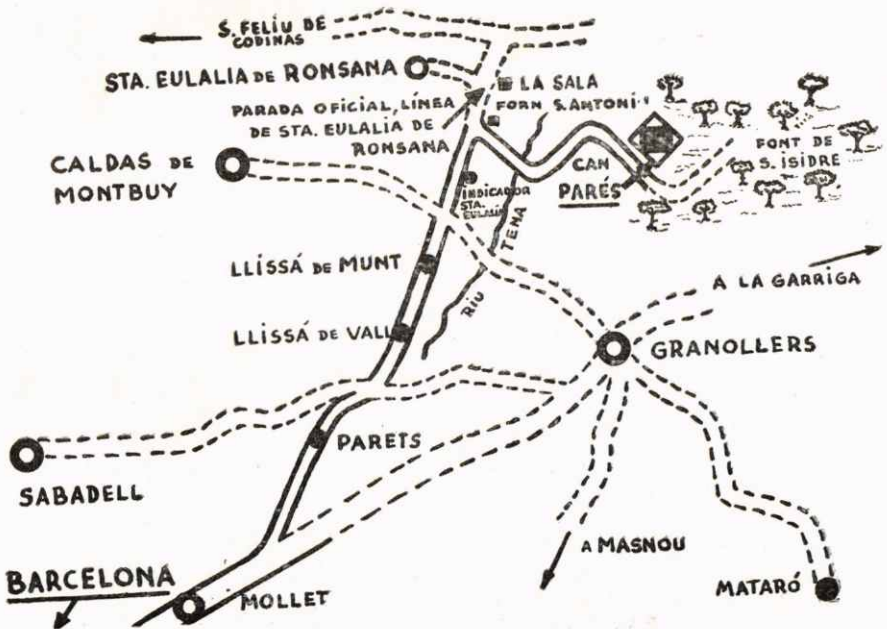 S. FELÍU DE
CODINAS
STA. EULALIA DE RONSANA
LA SALA
FORN S. ANTONI
PARADA OFICIAL, LÍNEA
DE STA. EULALIA DE
RONSANA
FONT DE
S. ISIDRE
CAN
PARÉS
CALDAS DE
MONTBUY
INDICADOR
STA.
EULALIA
RIU TENA
LLISSÁ DE MUNT
A LA GARRIGA
LLISSÁ DE VALL
GRANOLLERS
PARETS
SABADELL
A MASNOU
BARCELONA
MOLLET
MATARÓ